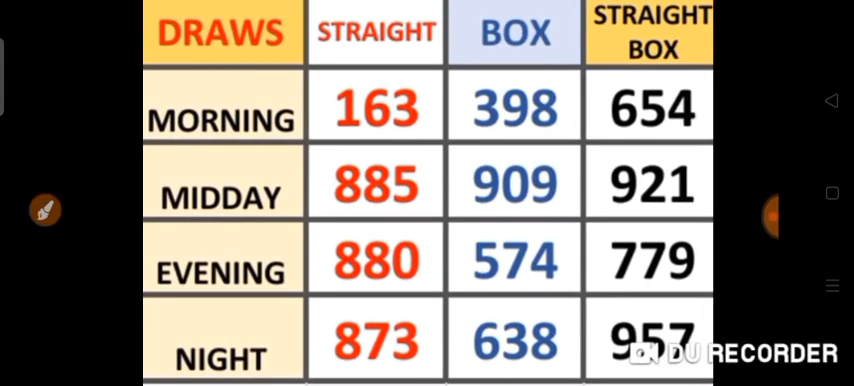 DRAWS STRAIGHT BOX STRAIGHT BOX
MORNING 163 398 654
MIDDAY 885 909 921
EVENING 880 574 779
NIGHT 873 638 957
DU RECORDER